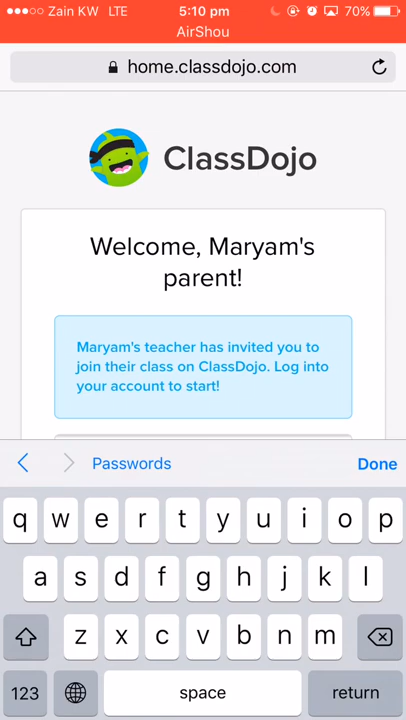 Zain KW LTE 5:10 pm 70%
AirShou
home.classdojo.com
ClassDojo
Welcome, Maryam's
parent!
Maryam's teacher has invited you to
join their class on ClassDojo. Log into
your account to start!
Passwords Done
q w e r t y u i o p
a s d f g h j k l
z x c v b n m
123 space return